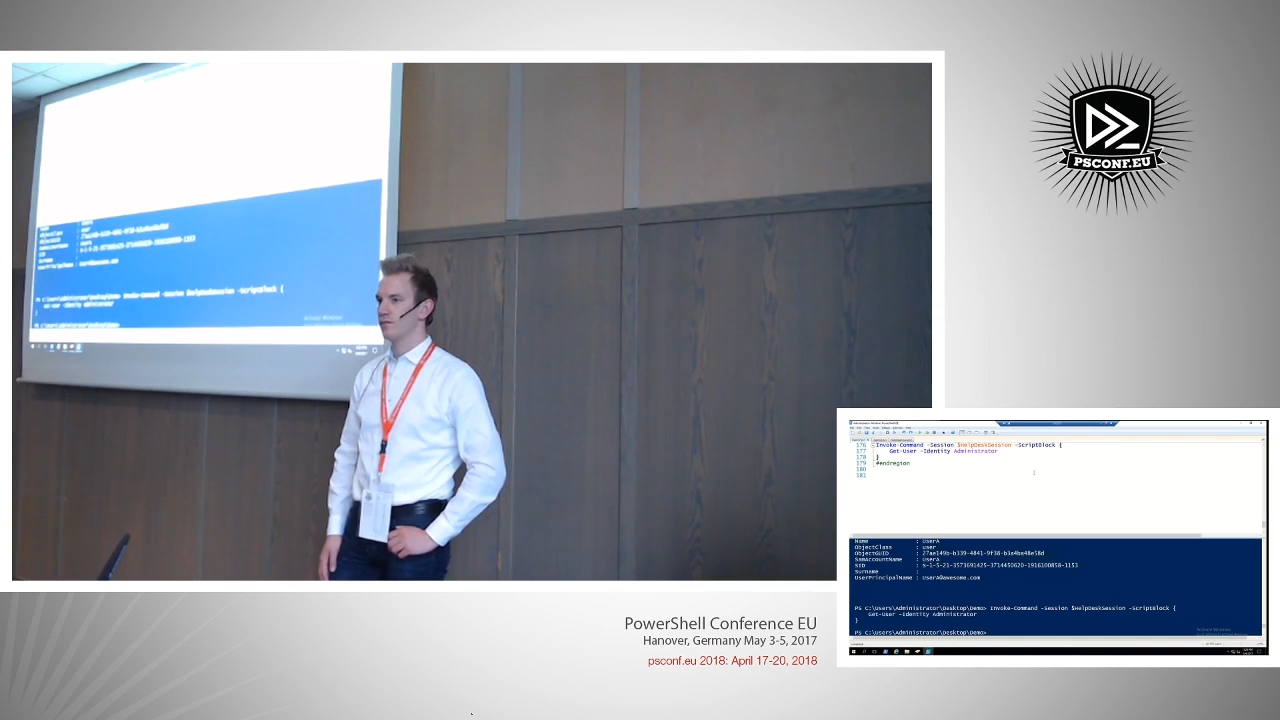 PSCONF.EU
176 Invoke-Command -Session $HelpDeskSession -ScriptBlock {
177 Get-User -Identity Administrator
178 }
179 #endregion
180
181
Name : UserA
ObjectClass : user
ObjectGUID : 27ae149b-b339-4841-9f38-b3a4ba48e58d
SamAccountName : UserA
SID : S-1-5-21-3573691425-3714450620-1916100858-1153
Surname :
UserPrincipalName : UserA@awesome.com
PS C:\Users\Administrator\Desktop\Demo> Invoke-Command -Session $HelpDeskSession -ScriptBlock {
Get-User -Identity Administrator
}
PS C:\Users\Administrator\Desktop\Demo>
PowerShell Conference EU
Hanover, Germany May 3-5 2017
psconf.eu 2018: April 17-20, 2018